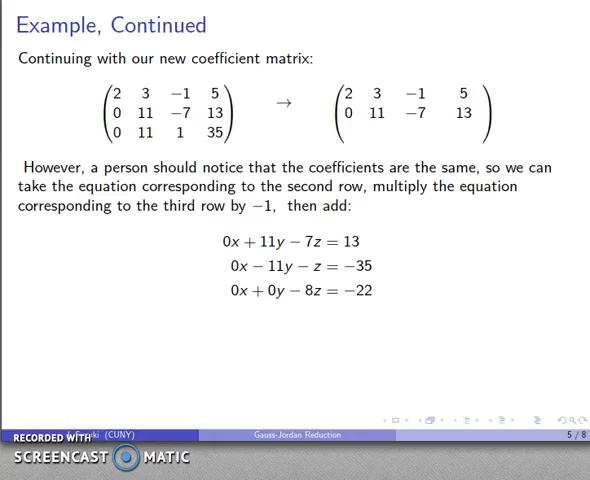 Example, Continued
Continuing with our new coefficient matrix:
2 3 −1 5 → 2 3 −1 5
0 11 −7 13 0 11 −7 13
0 11 1 35
However, a person should notice that the coefficients are the same, so we can
take the equation corresponding to the second row, multiply the equation
corresponding to the third row by −1, then add:
0x + 11y − 7z = 13
0x − 11y − z = −35
0x + 0y − 8z = −22
(CUNY) Gauss-Jordan Reduction 5 / 8
RECORDED WITH
SCREENCAST MATIC